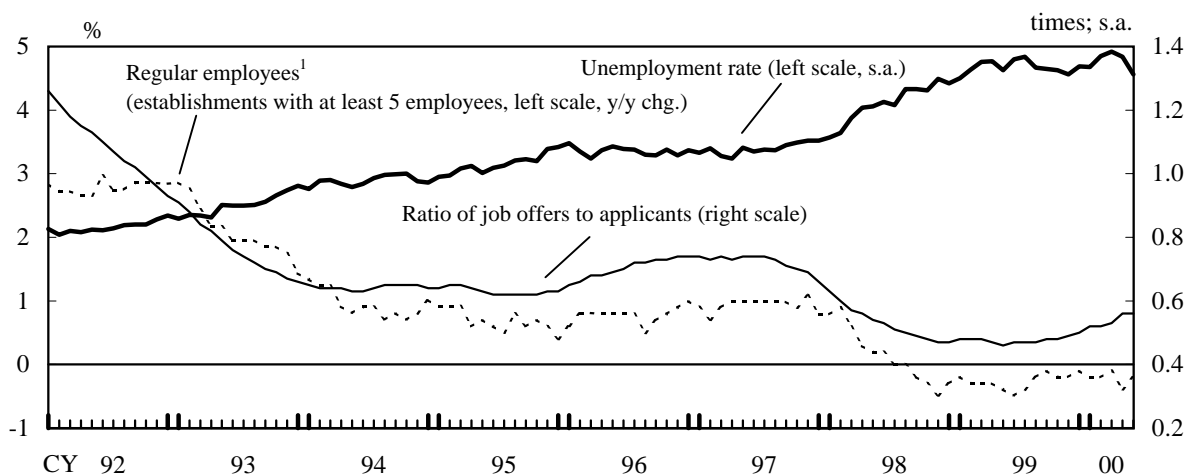 % times; s.a.
5 1.4
Regular employees¹ Unemployment rate (left scale, s.a.)
(establishments with at least 5 employees, left scale, y/y chg.)
4 1.2
3 1.0
Ratio of job offers to applicants (right scale)
2 0.8
1 0.6
0 0.4
-1 0.2
CY 92 93 94 95 96 97 98 99 00